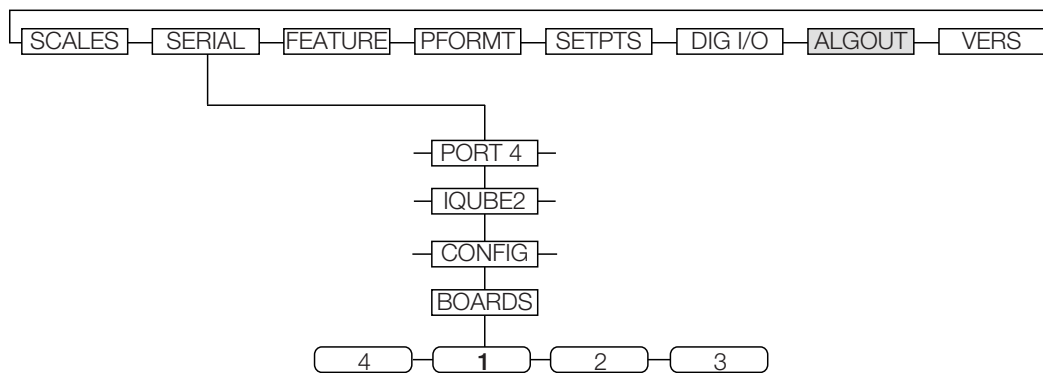 SCALES SERIAL FEATURE PFORMT SETPTS DIG I/O ALGOUT VERS
PORT 4
IQUBE2
CONFIG
BOARDS
4 1 2 3